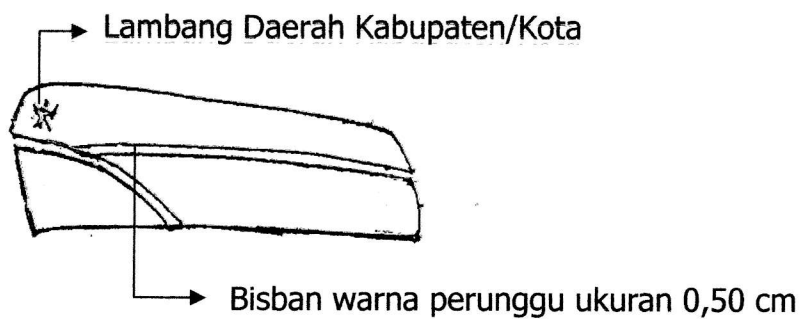 Lambang Daerah Kabupaten/Kota
Bisban warna perunggu ukuran 0,50 cm